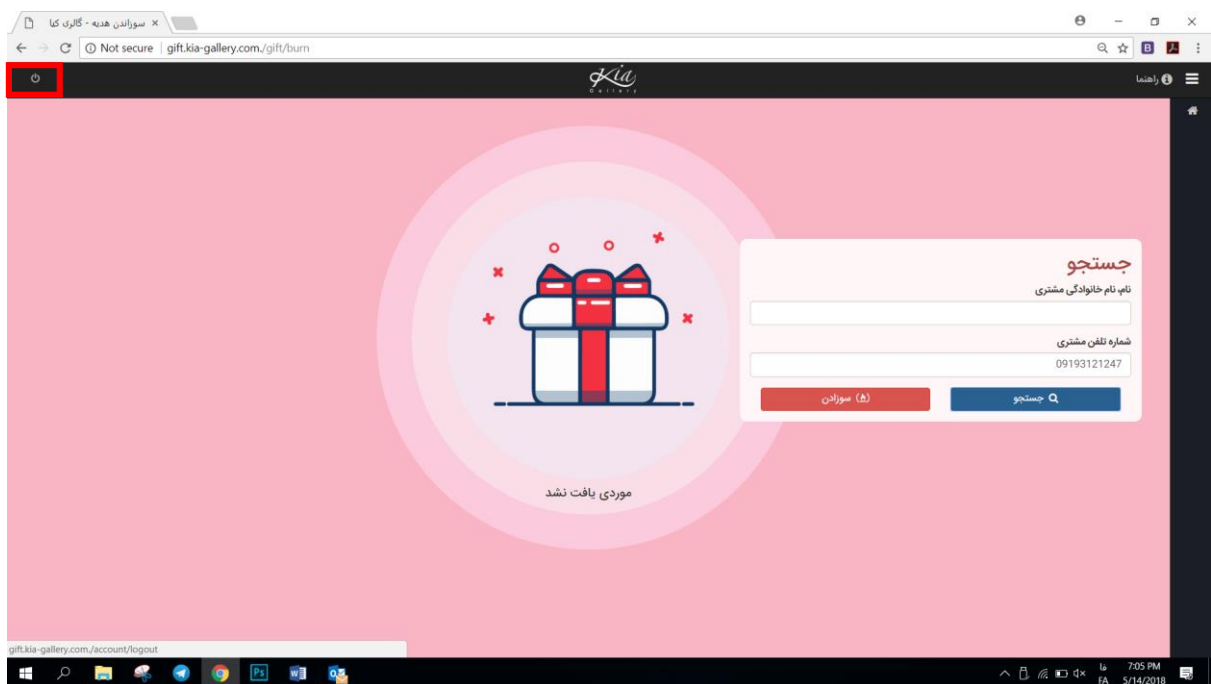 سوزاندن هدیه - گالری کیا
Not secure | gift.kia-gallery.com./gift/burn
B
Kia
Gallery
راهنما
جستجو
نام، نام خانوادگی مشتری
شماره تلفن مشتری
09193121247
جستجو
(۸) سوزادن
موردی یافت نشد
gift.kia-gallery.com./account/logout
Ps
فا
FA
7:05 PM
5/14/2018